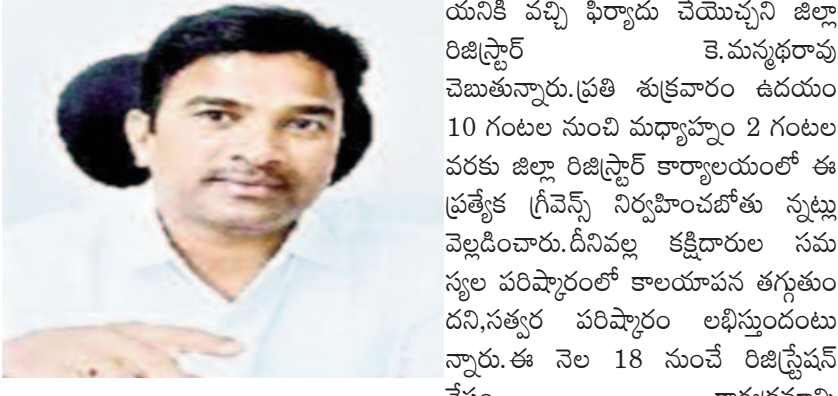 యనికి వచ్చి ఫిర్యాదు చేయొచ్చని జిల్లా
రిజిస్ట్రార్ కె.మన్మథరావు
చెబుతున్నారు.ప్రతి శుక్రవారం ఉదయం
10 గంటల నుంచి మధ్యాహ్నం 2 గంటల
వరకు జిల్లా రిజిస్ట్రార్ కార్యాలయంలో ఈ
ప్రత్యేక గ్రీవెన్స్ నిర్వహించబోతు న్నట్లు
వెల్లడించారు.దీనివల్ల కక్షిదారుల సమ
స్యల పరిష్కారంలో కాలయాపన తగ్గుతుం
దని,సత్వర పరిష్కారం లభిస్తుందంటు
న్నారు.ఈ నెల 18 నుంచే రిజిస్ట్రేషన్